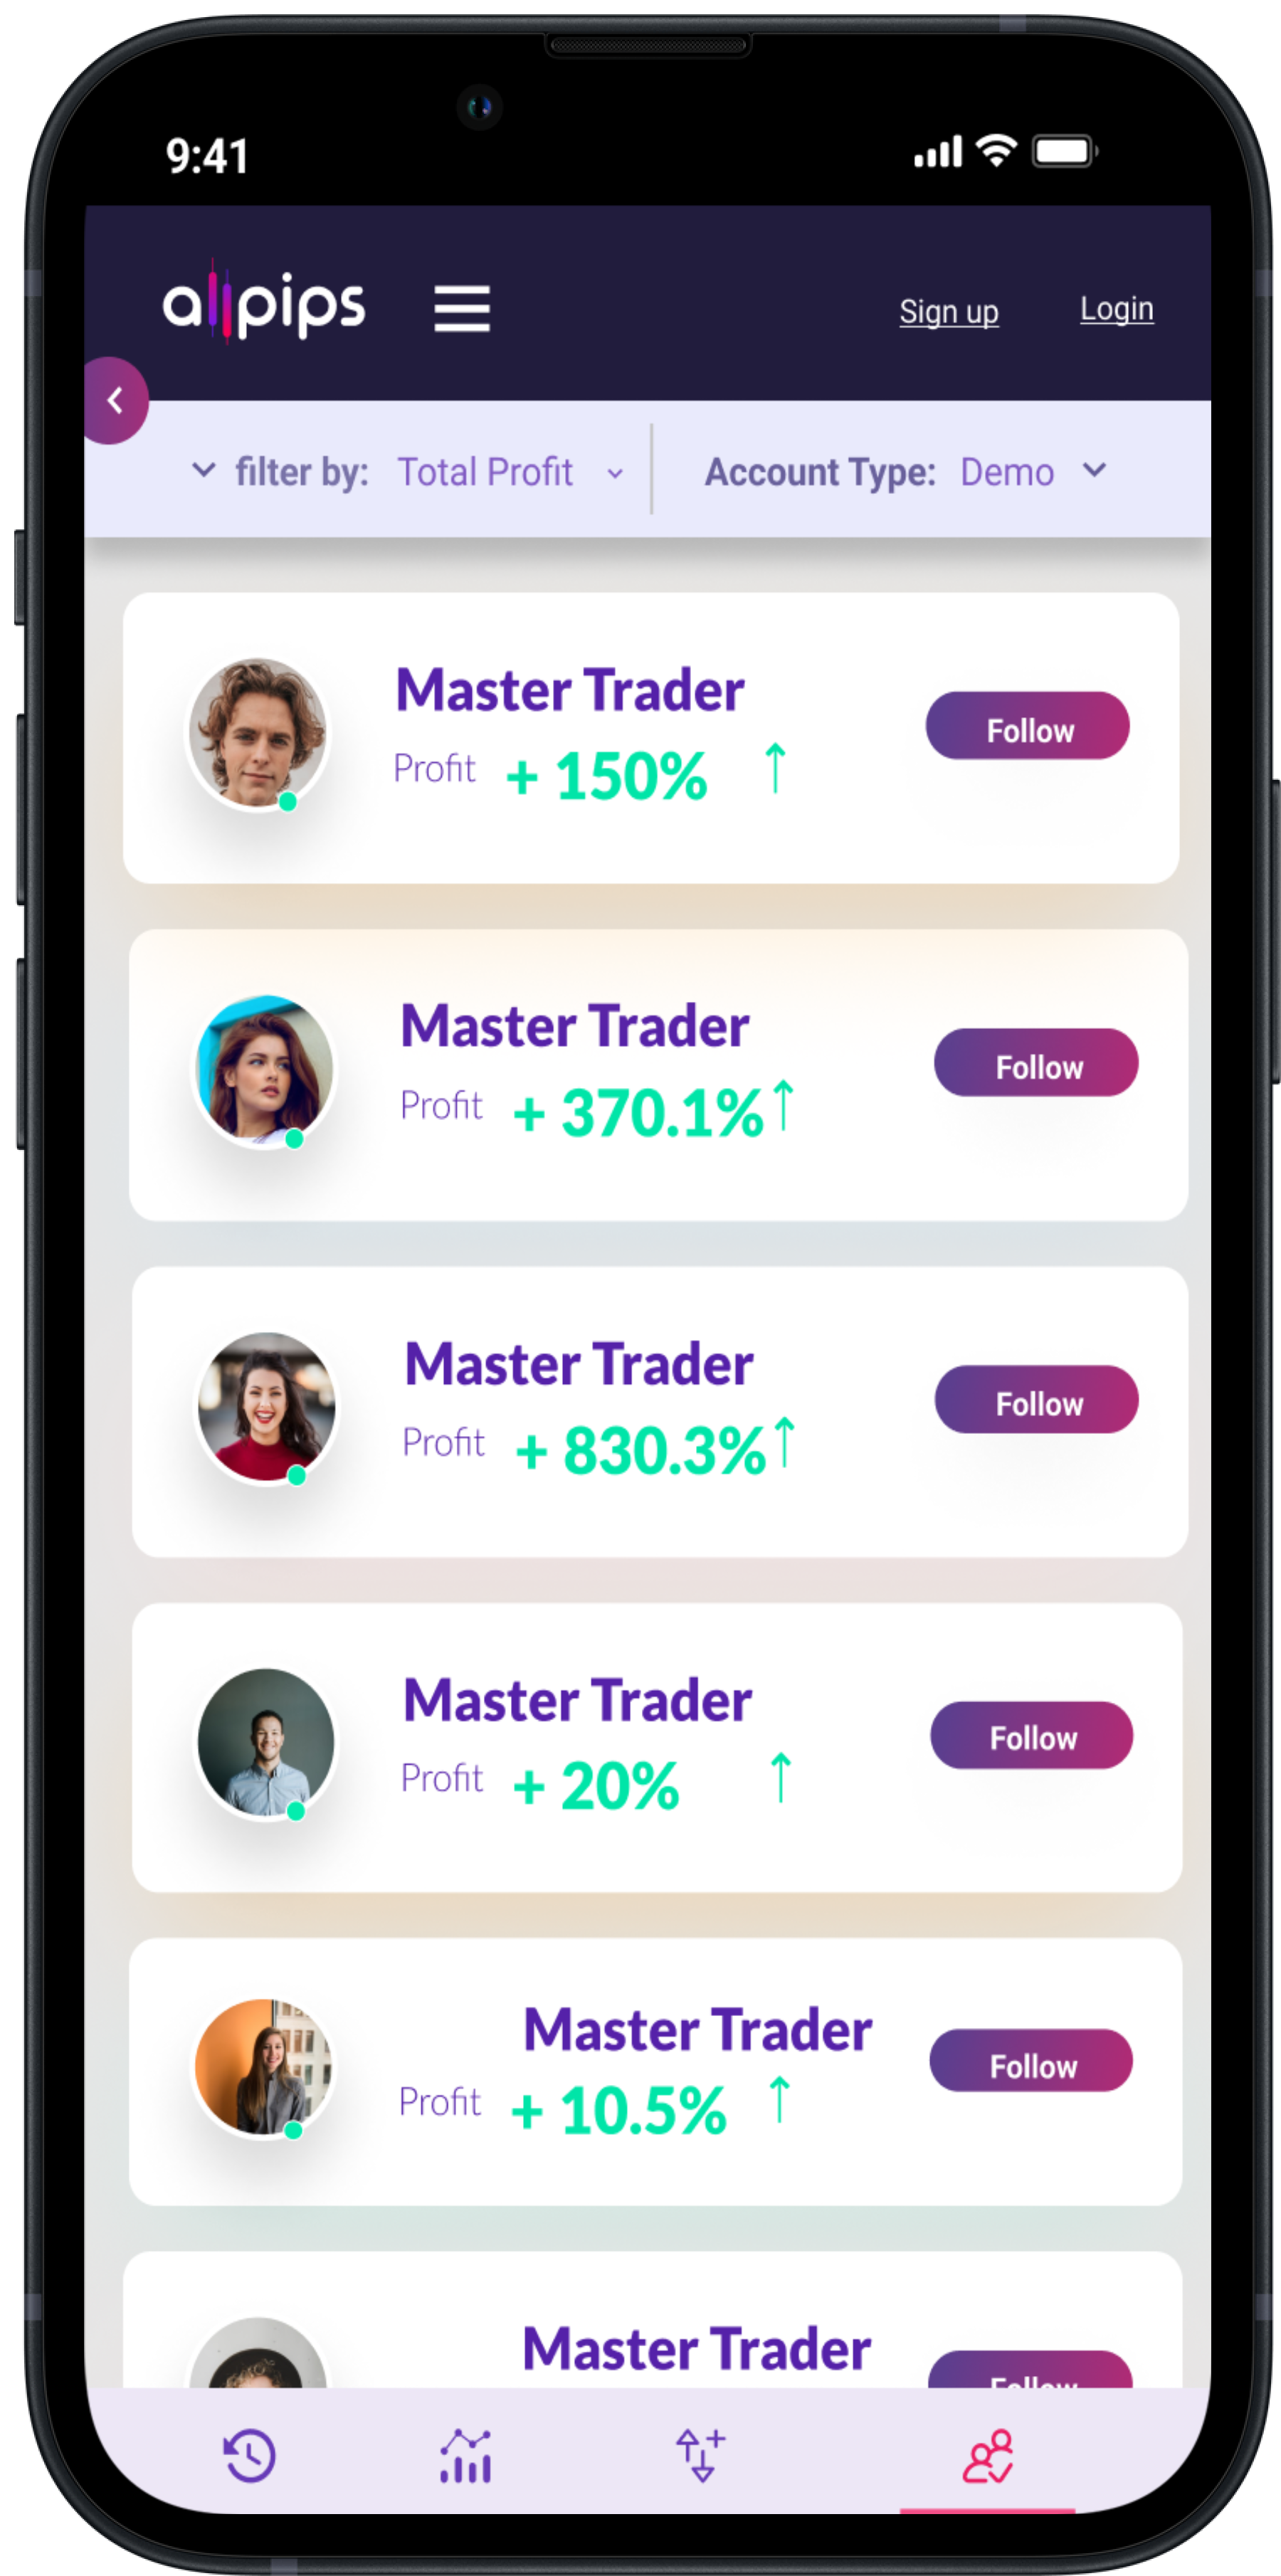 9:41
allpips
Sign up
Login
filter by: Total Profit
Account Type: Demo
Master Trader
Profit + 150%
Follow
Master Trader
Profit + 370.1%
Follow
Master Trader
Profit + 830.3%
Follow
Master Trader
Profit + 20%
Follow
Master Trader
Profit + 10.5%
Follow
Master Trader
Follow